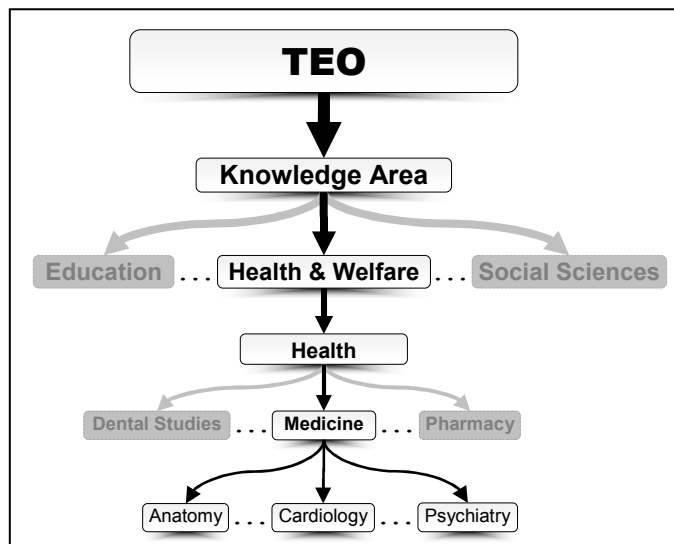 TEO
Knowledge Area
Education ... Health & Welfare ... Social Sciences
Health
Dental Studies ... Medicine ... Pharmacy
Anatomy ... Cardiology ... Psychiatry